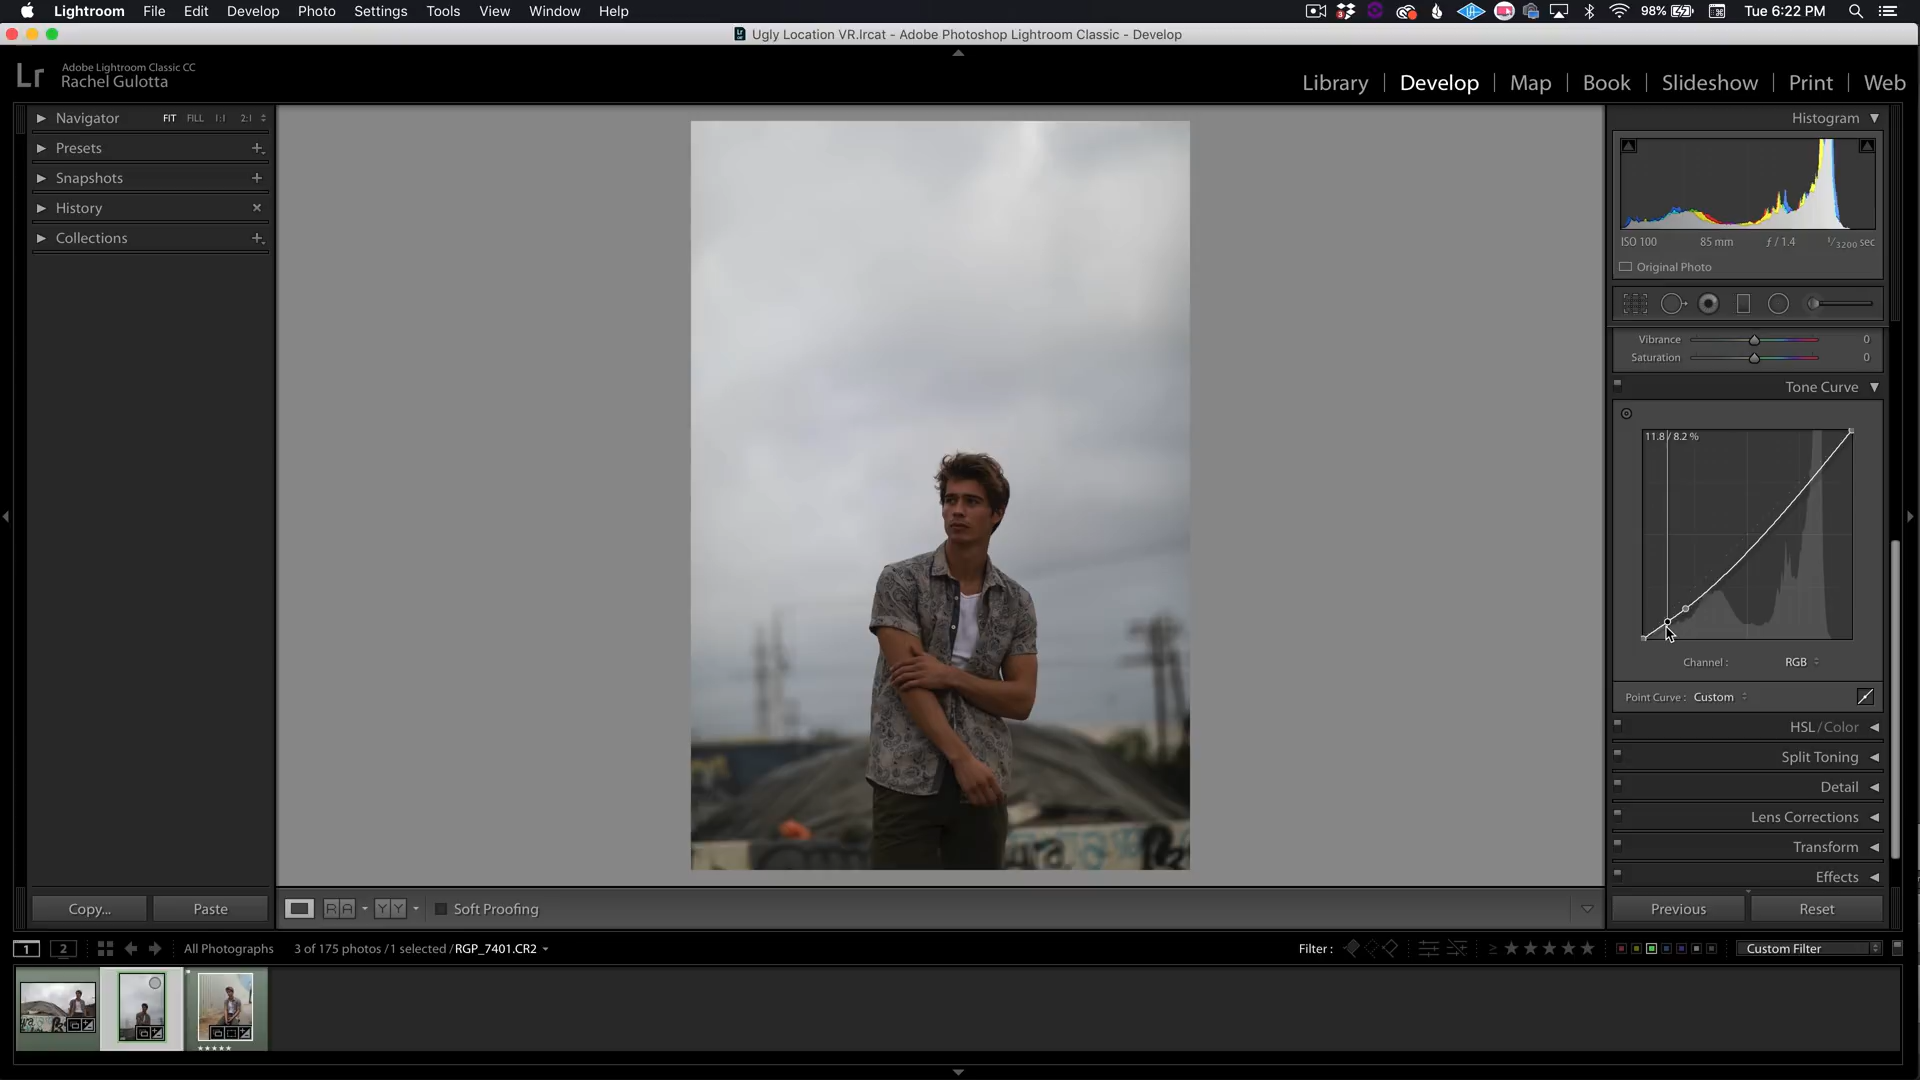 Lightroom File Edit Develop Photo Settings Tools View Window Help 98% Tue 6:22 PM
Ugly Location VR.lrcat - Adobe Photoshop Lightroom Classic - Develop
Lr Adobe Lightroom Classic CC
Rachel Gulotta
Library | Develop | Map | Book | Slideshow | Print | Web
Navigator FIT FILL 1:1 2:1
Presets
Snapshots
History
Collections
Histogram
ISO 100 85 mm ƒ / 1.4 1/3200 sec
Original Photo
Vibrance 0
Saturation 0
Tone Curve
11.8 / 8.2 %
Channel : RGB
Point Curve : Custom
HSL / Color
Split Toning
Detail
Lens Corrections
Transform
Effects
Copy... Paste
R A Y Y Soft Proofing
Previous Reset
1 2 All Photographs 3 of 175 photos / 1 selected / RGP_7401.CR2 Filter : ≥ Custom Filter